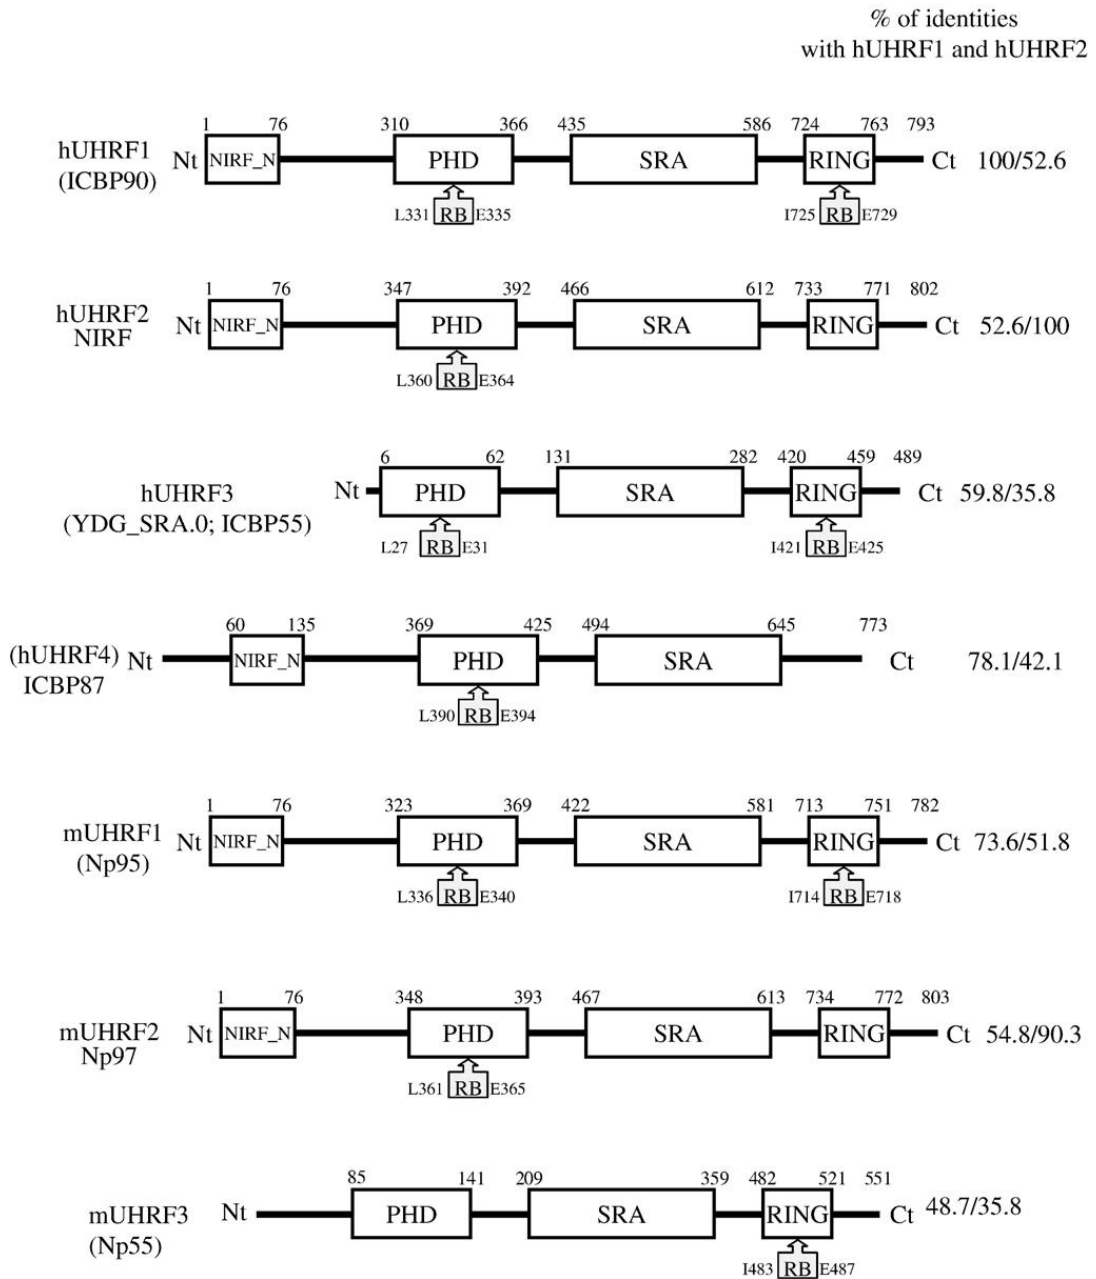 % of identities
with hUHRF1 and hUHRF2
1 76 310 366 435 586 724 763 793
hUHRF1
(ICBP90)
Nt NIRF_N PHD SRA RING Ct 100/52.6
L331 RB E335 I725 RB E729
1 76 347 392 466 612 733 771 802
hUHRF2
NIRF
Nt NIRF_N PHD SRA RING Ct 52.6/100
L360 RB E364
6 62 131 282 420 459 489
hUHRF3
(YDG_SRA.0; ICBP55)
Nt PHD SRA RING Ct 59.8/35.8
L27 RB E31 I421 RB E425
60 135 369 425 494 645 773
(hUHRF4)
ICBP87
Nt NIRF_N PHD SRA Ct 78.1/42.1
L390 RB E394
1 76 323 369 422 581 713 751 782
mUHRF1
(Np95)
Nt NIRF_N PHD SRA RING Ct 73.6/51.8
L336 RB E340 I714 RB E718
1 76 348 393 467 613 734 772 803
mUHRF2
Np97
Nt NIRF_N PHD SRA RING Ct 54.8/90.3
L361 RB E365
85 141 209 359 482 521 551
mUHRF3
(Np55)
Nt PHD SRA RING Ct 48.7/35.8
I483 RB E487